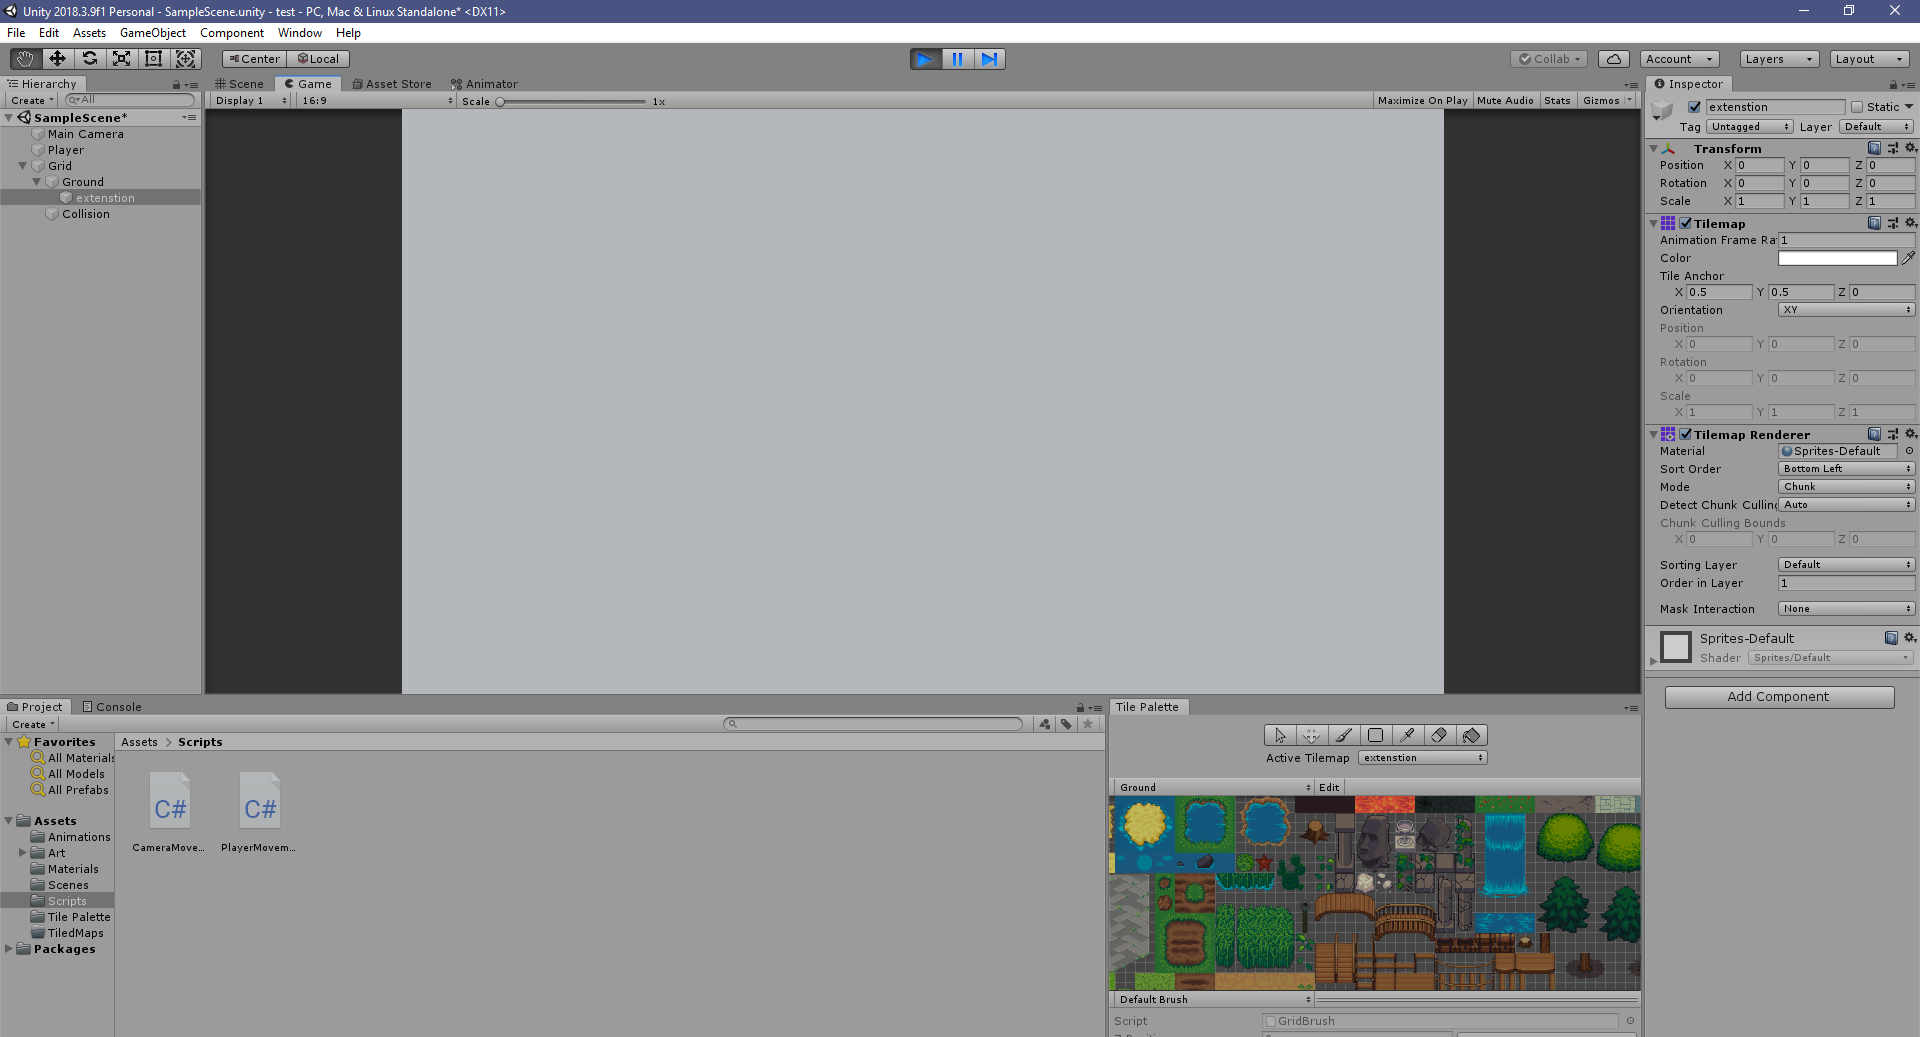 Unity 2018.3.9f1 Personal - SampleScene.unity - test - PC, Mac & Linux Standalone* <DX11>
File Edit Assets GameObject Component Window Help
Center Local Collab Account Layers Layout
Hierarchy
Create All
SampleScene*
Main Camera
Player
Grid
Ground
extenstion
Collision
Scene Game Asset Store Animator
Display 1 16:9 Scale 1x Maximize On Play Mute Audio Stats Gizmos
Inspector
extenstion Static
Tag Untagged Layer Default
Transform
Position X 0 Y 0 Z 0
Rotation X 0 Y 0 Z 0
Scale X 1 Y 1 Z 1
Tilemap
Animation Frame Ra 1
Color
Tile Anchor
X 0.5 Y 0.5 Z 0
Orientation XY
Position
X 0 Y 0 Z 0
Rotation
X 0 Y 0 Z 0
Scale
X 1 Y 1 Z 1
Tilemap Renderer
Material Sprites-Default
Sort Order Bottom Left
Mode Chunk
Detect Chunk Culling Auto
Chunk Culling Bounds
X 0 Y 0 Z 0
Sorting Layer Default
Order in Layer 1
Mask Interaction None
Sprites-Default
Shader Sprites/Default
Add Component
Project Console
Create
Favorites
All Materials
All Models
All Prefabs
Assets
Animations
Art
Materials
Scenes
Scripts
Tile Palette
TiledMaps
Packages
Assets > Scripts
C# C#
CameraMove... PlayerMovem...
Tile Palette
Active Tilemap extenstion
Ground Edit
Default Brush
Script GridBrush